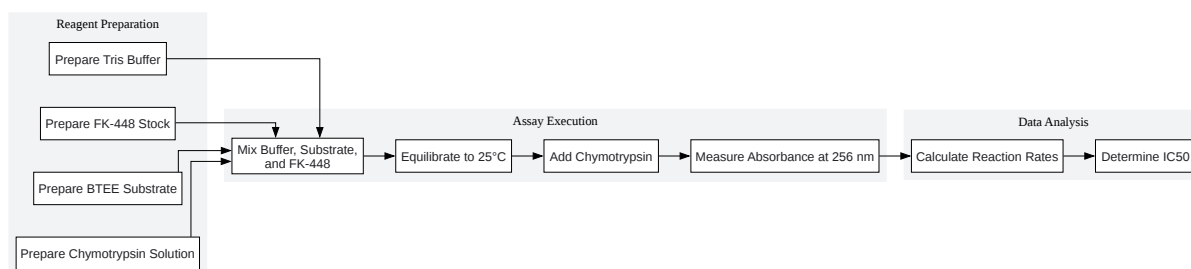 Reagent Preparation
Prepare Tris Buffer
Prepare FK-448 Stock
Prepare BTEE Substrate
Prepare Chymotrypsin Solution
Assay Execution
Mix Buffer, Substrate,
and FK-448
Equilibrate to 25°C
Add Chymotrypsin
Measure Absorbance at 256 nm
Data Analysis
Calculate Reaction Rates
Determine IC50